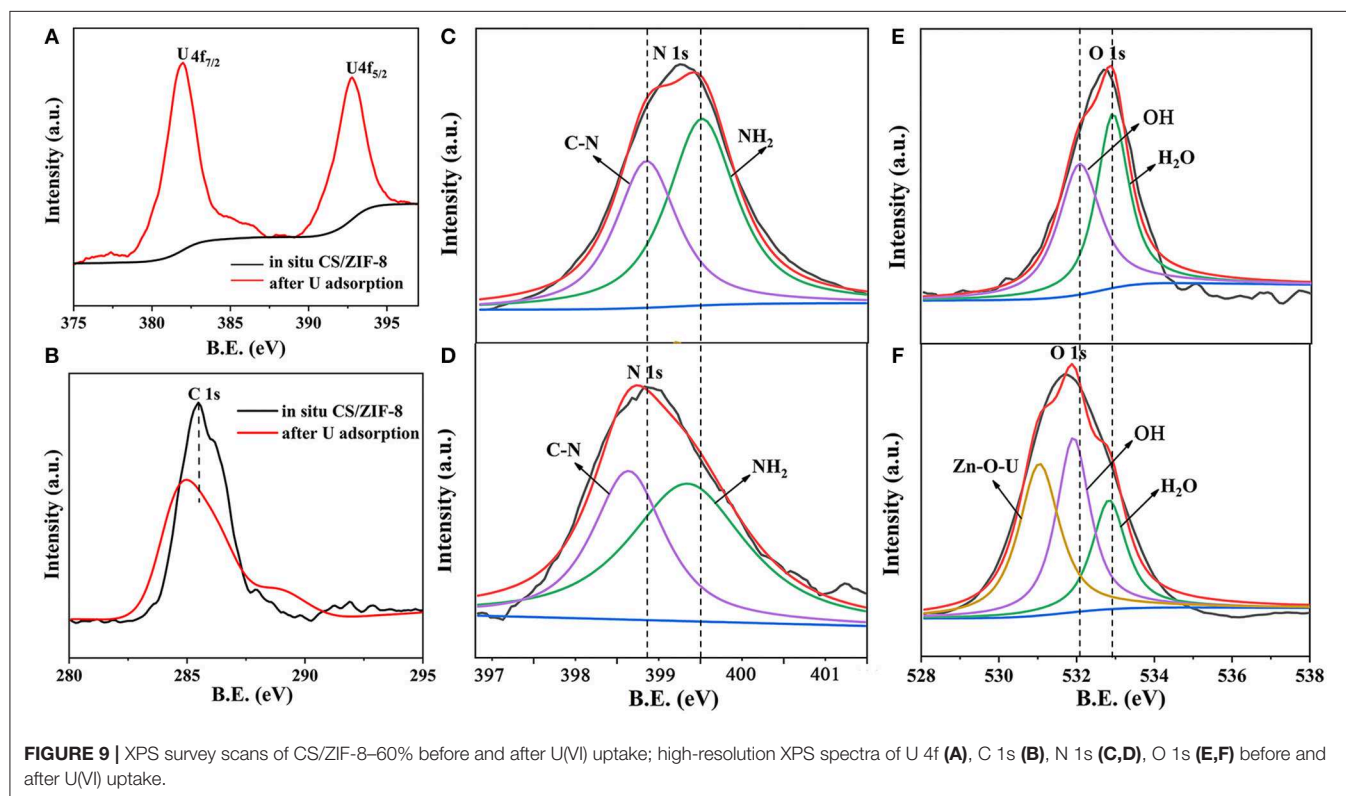 A
U 4f7/2
U4f5/2
Intensity (a.u.)
in situ CS/ZIF-8
after U adsorption
375 380 385 390 395
B.E. (eV)
B
C 1s
in situ CS/ZIF-8
after U adsorption
Intensity (a.u.)
280 285 290 295
B.E. (eV)
C
N 1s
C-N
NH2
Intensity (a.u.)
D
N 1s
C-N
NH2
Intensity (a.u.)
397 398 399 400 401
B.E. (eV)
E
O 1s
OH
H2O
Intensity (a.u.)
F
O 1s
Zn-O-U
OH
H2O
Intensity (a.u.)
528 530 532 534 536 538
B.E. (eV)
FIGURE 9 | XPS survey scans of CS/ZIF-8–60% before and after U(VI) uptake; high-resolution XPS spectra of U 4f (A), C 1s (B), N 1s (C,D), O 1s (E,F) before and
after U(VI) uptake.